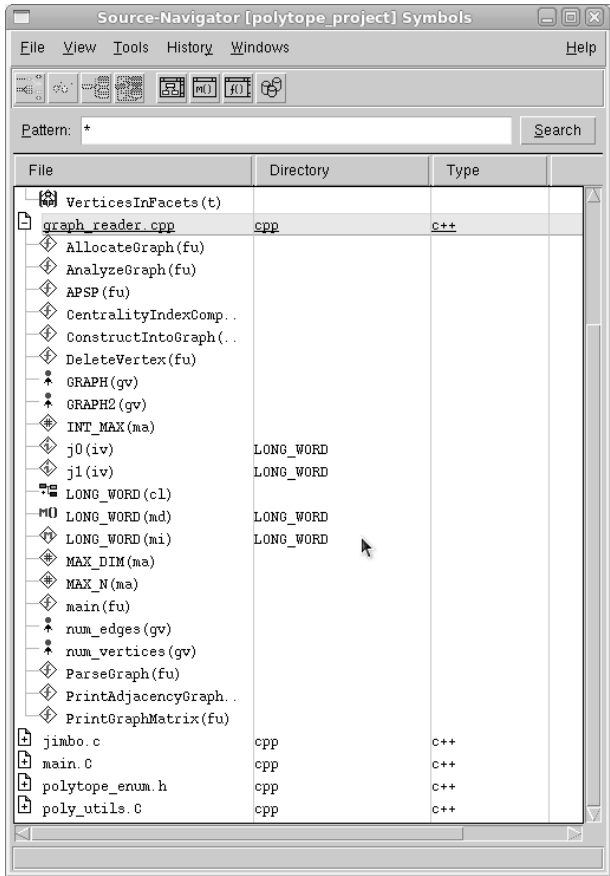 Source-Navigator [polytope_project] Symbols
File View Tools History Windows Help
M() f()
Pattern: * Search
File Directory Type
VerticesInFacets(t)
graph_reader.cpp cpp c++
AllocateGraph(fu)
AnalyzeGraph(fu)
APSP(fu)
CentralityIndexComp..
ConstructIntoGraph(..
DeleteVertex(fu)
GRAPH(gv)
GRAPH2(gv)
INT_MAX(ma)
j0(iv) LONG_WORD
j1(iv) LONG_WORD
LONG_WORD(cl)
M() LONG_WORD(md) LONG_WORD
LONG_WORD(mi) LONG_WORD
MAX_DIM(ma)
MAX_N(ma)
main(fu)
num_edges(gv)
num_vertices(gv)
ParseGraph(fu)
PrintAdjacencyGraph..
PrintGraphMatrix(fu)
jimbo.c cpp c++
main.C cpp c++
polytope_enum.h cpp c++
poly_utils.C cpp c++